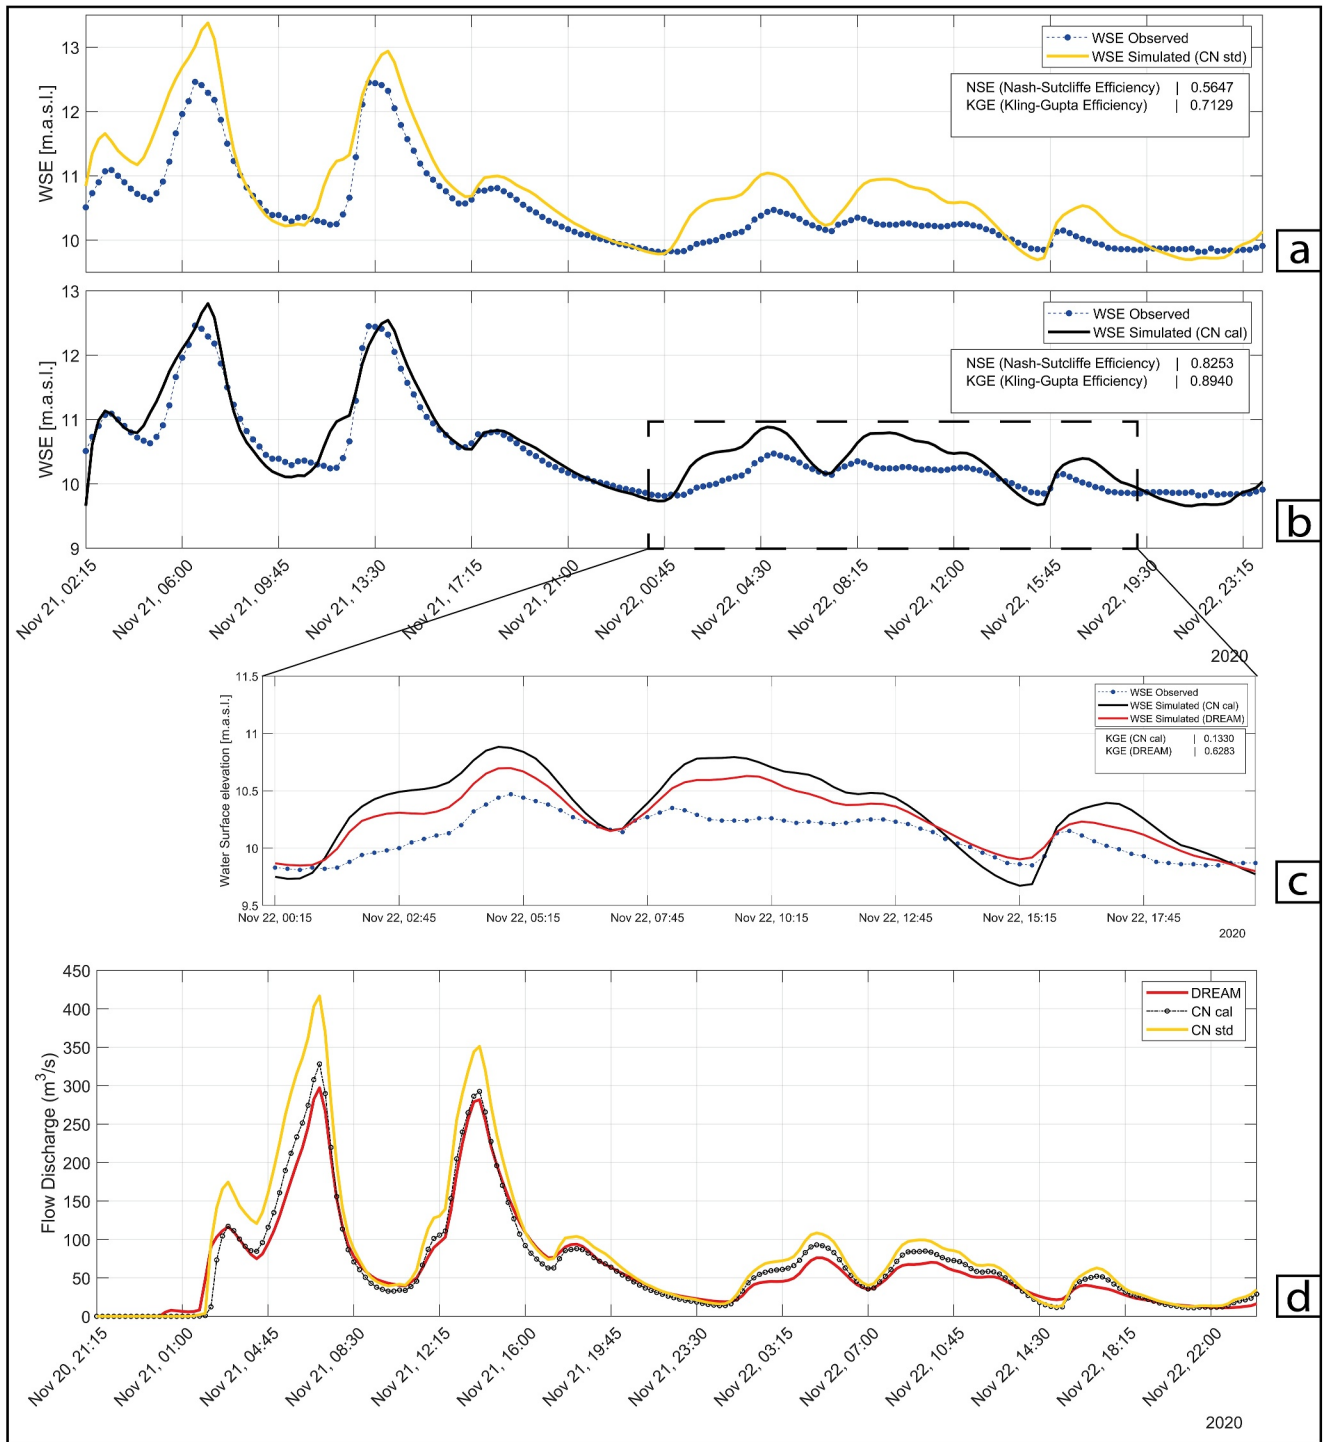 13
12
11
10
WSE [m.a.s.l.]
WSE Observed
WSE Simulated (CN std)
NSE (Nash-Sutcliffe Efficiency) | 0.5647
KGE (Kling-Gupta Efficiency) | 0.7129
a
13
12
11
10
9
WSE [m.a.s.l.]
WSE Observed
WSE Simulated (CN cal)
NSE (Nash-Sutcliffe Efficiency) | 0.8253
KGE (Kling-Gupta Efficiency) | 0.8940
b
Nov 21, 02:15
Nov 21, 06:00
Nov 21, 09:45
Nov 21, 13:30
Nov 21, 17:15
Nov 21, 21:00
Nov 22, 00:45
Nov 22, 04:30
Nov 22, 08:15
Nov 22, 12:00
Nov 22, 15:45
Nov 22, 19:30
Nov 22, 23:15
2020
11.5
11
10.5
10
9.5
Water Surface elevation [m.a.s.l.]
WSE Observed
WSE Simulated (CN cal)
WSE Simulated (DREAM)
KGE (CN cal) | 0.1330
KGE (DREAM) | 0.6283
c
Nov 22, 00:15
Nov 22, 02:45
Nov 22, 05:15
Nov 22, 07:45
Nov 22, 10:15
Nov 22, 12:45
Nov 22, 15:15
Nov 22, 17:45
2020
450
400
350
300
250
200
150
100
50
0
Flow Discharge (m³/s)
DREAM
CN cal
CN std
d
Nov 20, 21:15
Nov 21, 01:00
Nov 21, 04:45
Nov 21, 08:30
Nov 21, 12:15
Nov 21, 16:00
Nov 21, 19:45
Nov 21, 23:30
Nov 22, 03:15
Nov 22, 07:00
Nov 22, 10:45
Nov 22, 14:30
Nov 22, 18:15
Nov 22, 22:00
2020